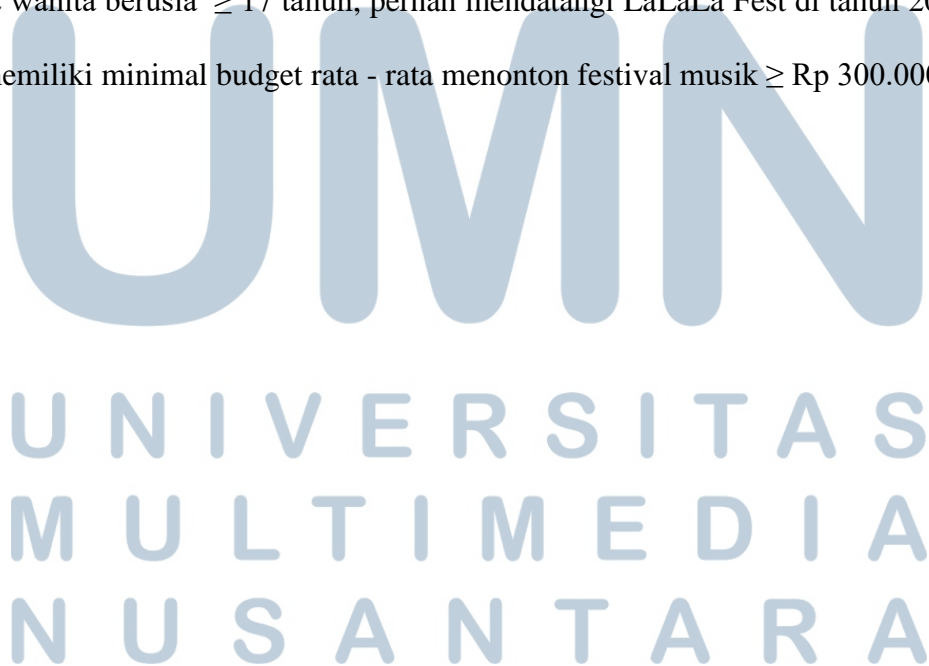 wanita berusia ≥ 17 tahun, pernah mendatangi LaLaLa Fest di tahun 20
memiliki minimal budget rata - rata menonton festival musik ≥ Rp 300.000
UMN
UNIVERSITAS
MULTIMEDIA
NUSANTARA